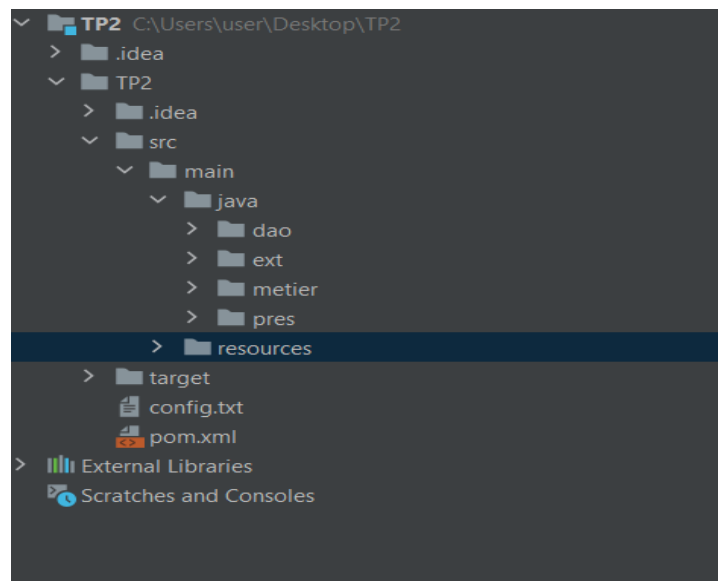 TP2 C:\Users\user\Desktop\TP2
.idea
TP2
.idea
src
main
java
dao
ext
metier
pres
resources
target
config.txt
pom.xml
External Libraries
Scratches and Consoles